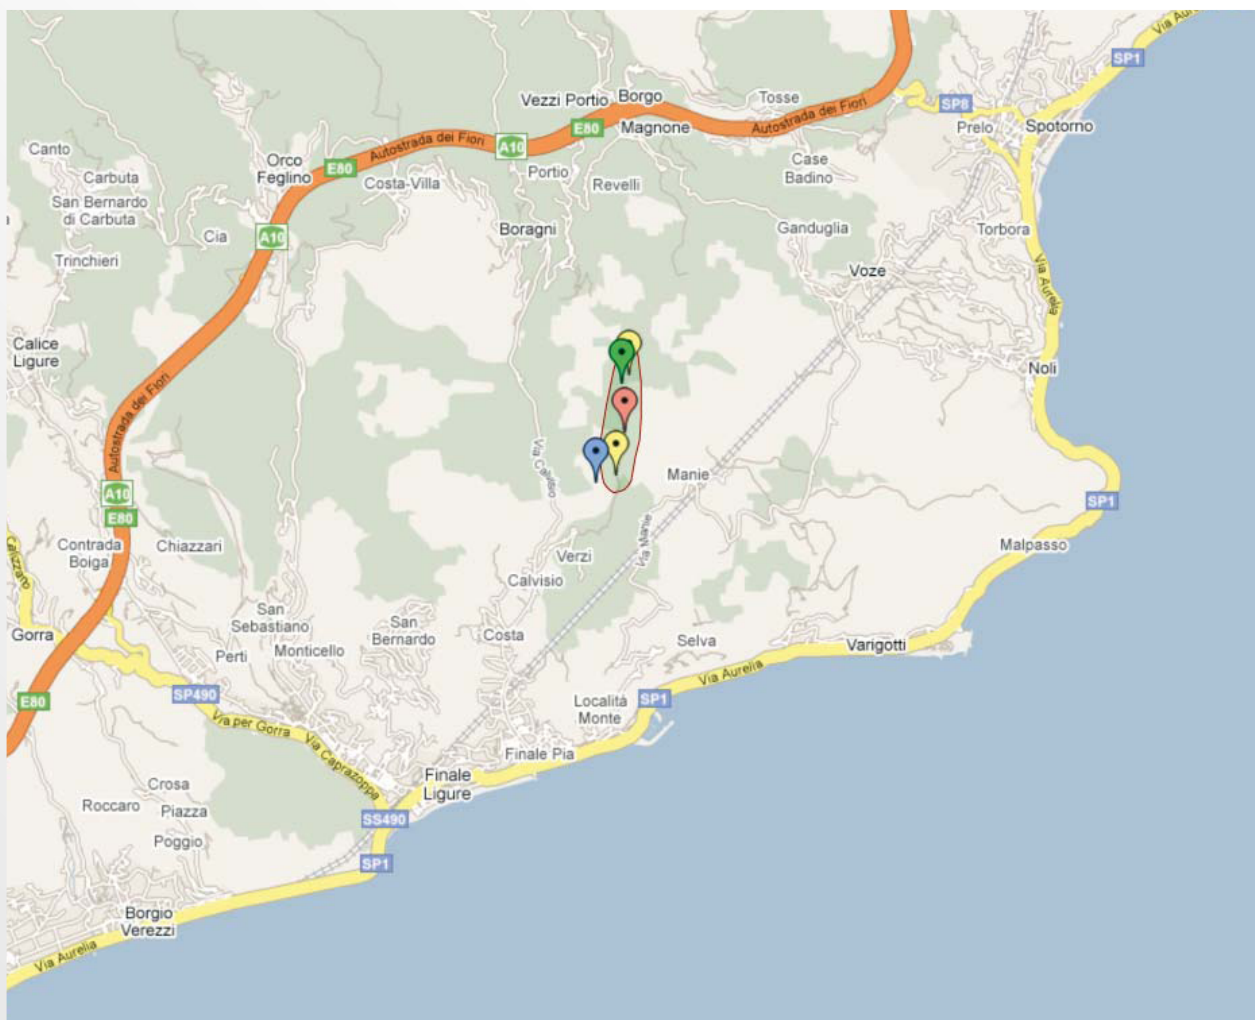 Via Aurelia
SP1
Vezzi Portio
Borgo
Tosse
SP8
Autostrada dei Fiori
E80
Magnone
Prelo
Spotorno
Canto
Orco
Feglino
E80
Autostrada dei Fiori
A10
Case
Badino
Carbuta
Costa-Villa
Portio
Revelli
San Bernardo
di Carbuta
Cia
A10
Boragni
Ganduglia
Torbora
Trinchieri
Voze
Via Aurelia
Calice
Ligure
Noli
Autostrada dei Fiori
Via Calvisio
Manie
A10
SP1
E80
Contrada
Boiga
Chiazzari
Verzi
Via Manie
Malpasso
Calizzano
Calvisio
San
Sebastiano
San
Bernardo
Gorra
Perti
Monticello
Costa
Selva
Varigotti
E80
SP490
Via Aurelia
Località
Monte
SP1
Via per Gorra
Via Caprazoppa
Finale Pia
Finale
Ligure
Crosa
Roccaro
Piazza
SS490
Poggio
SP1
Borgio
Verezzi
Via Aurelia